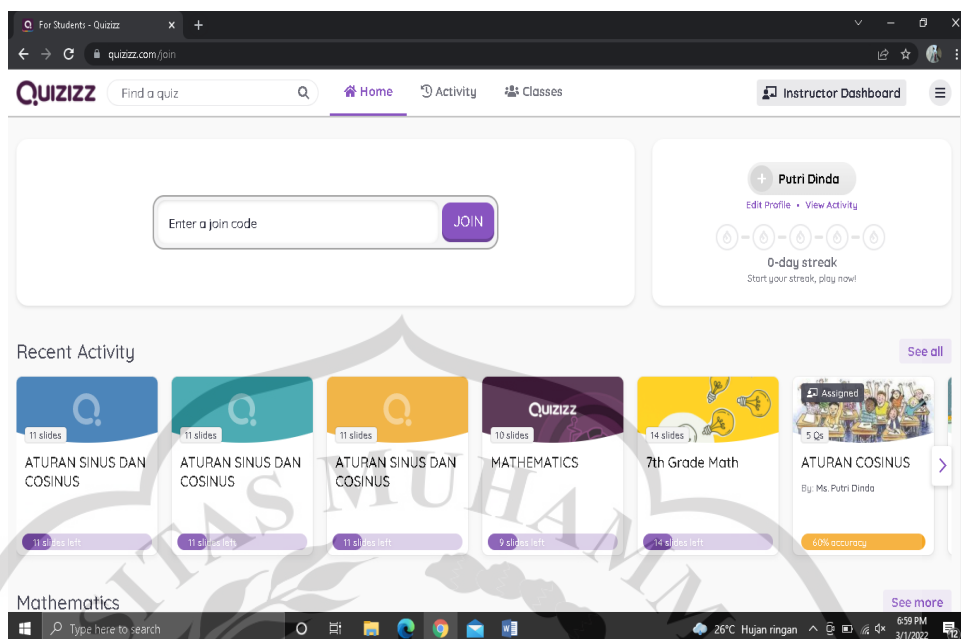 For Students - Quizizz
quizizz.com/join
QUIZIZZ Find a quiz Home Activity Classes Instructor Dashboard
Enter a join code JOIN
Putri Dinda
Edit Profile • View Activity
0-day streak
Start your streak, play now!
Recent Activity See all
11 slides 11 slides 11 slides QUIZIZZ 10 slides 14 slides Assigned 5 Qs
ATURAN SINUS DAN COSINUS
ATURAN SINUS DAN COSINUS
ATURAN SINUS DAN COSINUS
MATHEMATICS
7th Grade Math
ATURAN COSINUS
By: Ms. Putri Dinda
11 slides left 11 slides left 11 slides left 9 slides left 14 slides left 60% accuracy
SITAS MUHAMM
Mathematics See more
Type here to search 26°C Hujan ringan 6:59 PM
3/1/2022